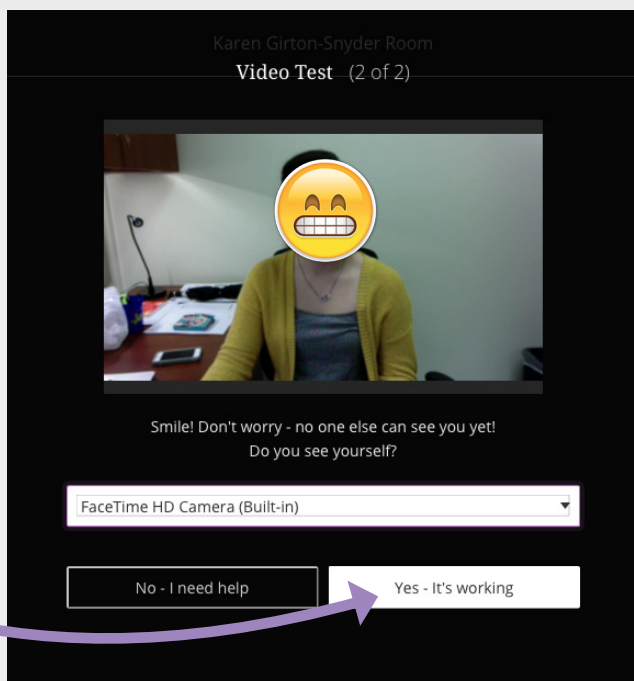 Karen Girton-Snyder Room
Video Test (2 of 2)
Smile! Don't worry - no one else can see you yet!
Do you see yourself?
FaceTime HD Camera (Built-in)
No - I need help
Yes - It's working